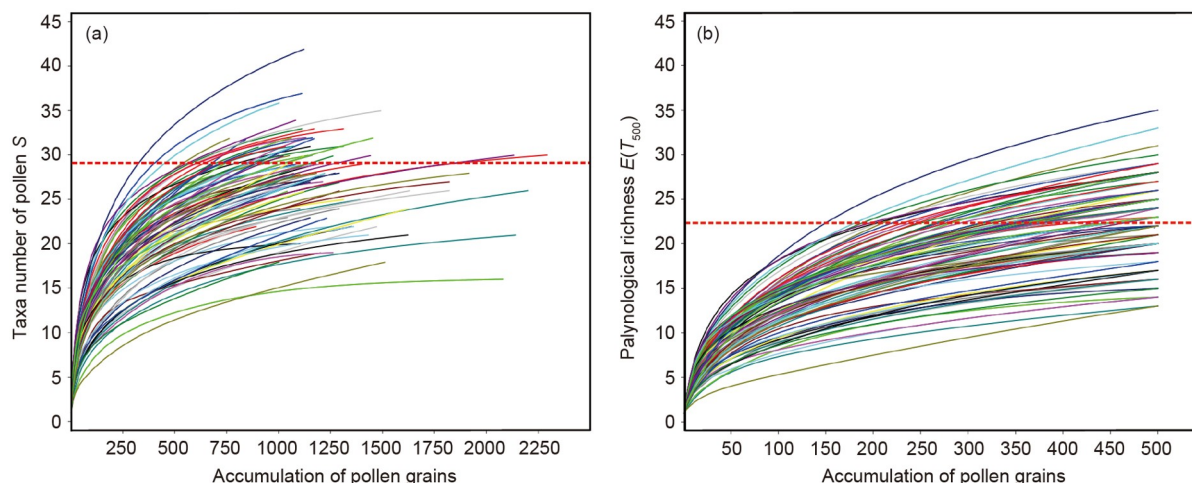 (a)
45
40
35
30
25
20
15
10
5
0
Taxa number of pollen S
250 500 750 1000 1250 1500 1750 2000 2250
Accumulation of pollen grains
(b)
45
40
35
30
25
20
15
10
5
0
Palynological richness E(T500)
50 100 150 200 250 300 350 400 450 500
Accumulation of pollen grains